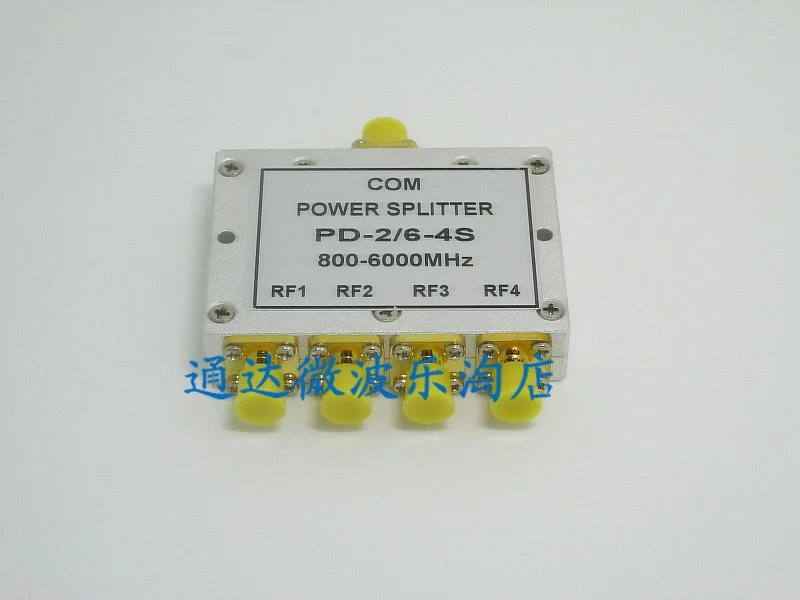 COM
POWER SPLITTER
PD-2/6-4S
800-6000MHz
RF1 RF2 RF3 RF4
通达微波乐淘店